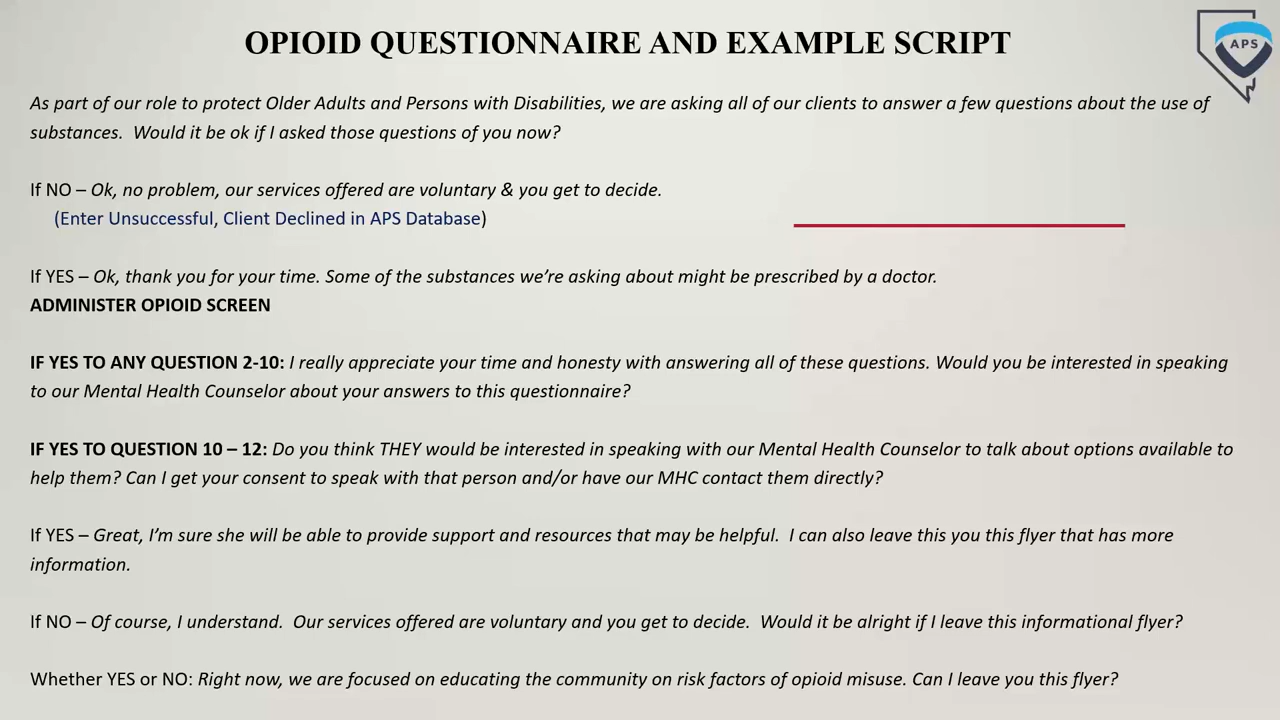 OPIOID QUESTIONNAIRE AND EXAMPLE SCRIPT
APS
As part of our role to protect Older Adults and Persons with Disabilities, we are asking all of our clients to answer a few questions about the use of
substances.  Would it be ok if I asked those questions of you now?
If NO – Ok, no problem, our services offered are voluntary & you get to decide.
(Enter Unsuccessful, Client Declined in APS Database)
If YES – Ok, thank you for your time. Some of the substances we’re asking about might be prescribed by a doctor.
ADMINISTER OPIOID SCREEN
IF YES TO ANY QUESTION 2-10: I really appreciate your time and honesty with answering all of these questions. Would you be interested in speaking
to our Mental Health Counselor about your answers to this questionnaire?
IF YES TO QUESTION 10 – 12: Do you think THEY would be interested in speaking with our Mental Health Counselor to talk about options available to
help them? Can I get your consent to speak with that person and/or have our MHC contact them directly?
If YES – Great, I’m sure she will be able to provide support and resources that may be helpful.  I can also leave this you this flyer that has more
information.
If NO – Of course, I understand.  Our services offered are voluntary and you get to decide.  Would it be alright if I leave this informational flyer?
Whether YES or NO: Right now, we are focused on educating the community on risk factors of opioid misuse. Can I leave you this flyer?